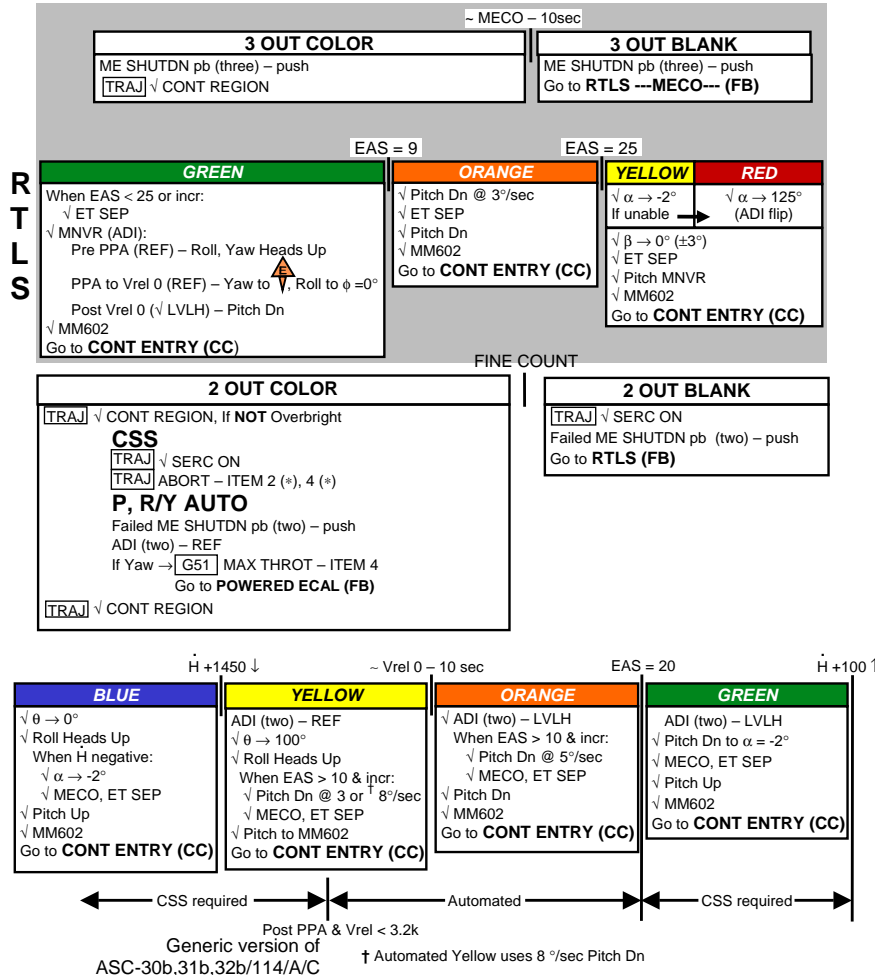 ~ MECO – 10sec
3 OUT COLOR
ME SHUTDN pb (three) – push
TRAJ √ CONT REGION
3 OUT BLANK
ME SHUTDN pb (three) – push
Go to RTLS ---MECO--- (FB)
RTLS
EAS = 9
EAS = 25
GREEN
When EAS < 25 or incr:
√ ET SEP
√ MNVR (ADI):
Pre PPA (REF) – Roll, Yaw Heads Up
PPA to Vrel 0 (REF) – Yaw to E, Roll to ϕ =0°
Post Vrel 0 (√ LVLH) – Pitch Dn
√ MM602
Go to CONT ENTRY (CC)
ORANGE
√ Pitch Dn @ 3°/sec
√ ET SEP
√ Pitch Dn
√ MM602
Go to CONT ENTRY (CC)
YELLOW
√ α → -2°
If unable
RED
√ α → 125°
(ADI flip)
√ β → 0° (±3°)
√ ET SEP
√ Pitch MNVR
√ MM602
Go to CONT ENTRY (CC)
FINE COUNT
2 OUT COLOR
TRAJ √ CONT REGION, If NOT Overbright
CSS
TRAJ √ SERC ON
TRAJ ABORT – ITEM 2 (*), 4 (*)
P, R/Y AUTO
Failed ME SHUTDN pb (two) – push
ADI (two) – REF
If Yaw → G51 MAX THROT – ITEM 4
Go to POWERED ECAL (FB)
TRAJ √ CONT REGION
2 OUT BLANK
TRAJ √ SERC ON
Failed ME SHUTDN pb (two) – push
Go to RTLS (FB)
Ḣ +1450 ↓
~ Vrel 0 – 10 sec
EAS = 20
Ḣ +100 ↑
BLUE
√ θ → 0°
√ Roll Heads Up
When Ḣ negative:
√ α → -2°
√ MECO, ET SEP
√ Pitch Up
√ MM602
Go to CONT ENTRY (CC)
YELLOW
ADI (two) – REF
√ θ → 100°
√ Roll Heads Up
When EAS > 10 & incr:
√ Pitch Dn @ 3 or † 8°/sec
√ MECO, ET SEP
√ Pitch to MM602
Go to CONT ENTRY (CC)
ORANGE
√ ADI (two) – LVLH
When EAS > 10 & incr:
√ Pitch Dn @ 5°/sec
√ MECO, ET SEP
√ Pitch Dn
√ MM602
Go to CONT ENTRY (CC)
GREEN
ADI (two) – LVLH
√ Pitch Dn to α = -2°
√ MECO, ET SEP
√ Pitch Up
√ MM602
Go to CONT ENTRY (CC)
CSS required
Automated
CSS required
Post PPA & Vrel < 3.2k
Generic version of
ASC-30b,31b,32b/114/A/C
† Automated Yellow uses 8 °/sec Pitch Dn